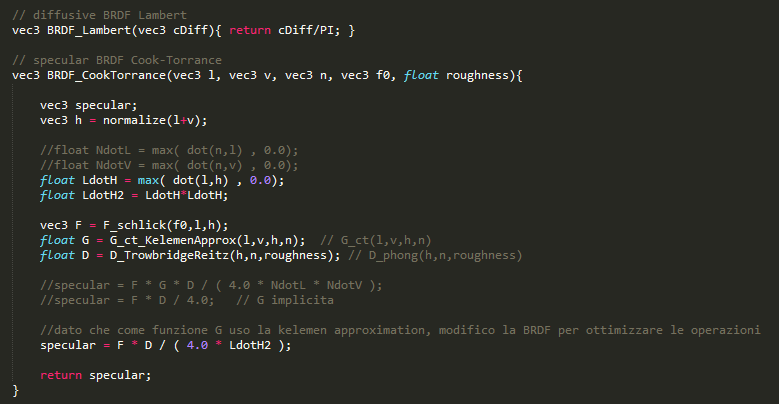 // diffusive BRDF Lambert
vec3 BRDF_Lambert(vec3 cDiff){ return cDiff/PI; }
// specular BRDF Cook-Torrance
vec3 BRDF_CookTorrance(vec3 l, vec3 v, vec3 n, vec3 f0, float roughness){
vec3 specular;
vec3 h = normalize(l+v);
//float NdotL = max( dot(n,l) , 0.0);
//float NdotV = max( dot(n,v) , 0.0);
float LdotH = max( dot(l,h) , 0.0);
float LdotH2 = LdotH*LdotH;
vec3 F = F_schlick(f0,l,h);
float G = G_ct_KelemenApprox(l,v,h,n);  // G_ct(l,v,h,n)
float D = D_TrowbridgeReitz(h,n,roughness); // D_phong(h,n,roughness)
//specular = F * G * D / ( 4.0 * NdotL * NdotV );
//specular = F * D / 4.0;   // G implicita
//dato che come funzione G uso la kelemen approximation, modifico la BRDF per ottimizzare le operazioni
specular = F * D / ( 4.0 * LdotH2 );
return specular;
}